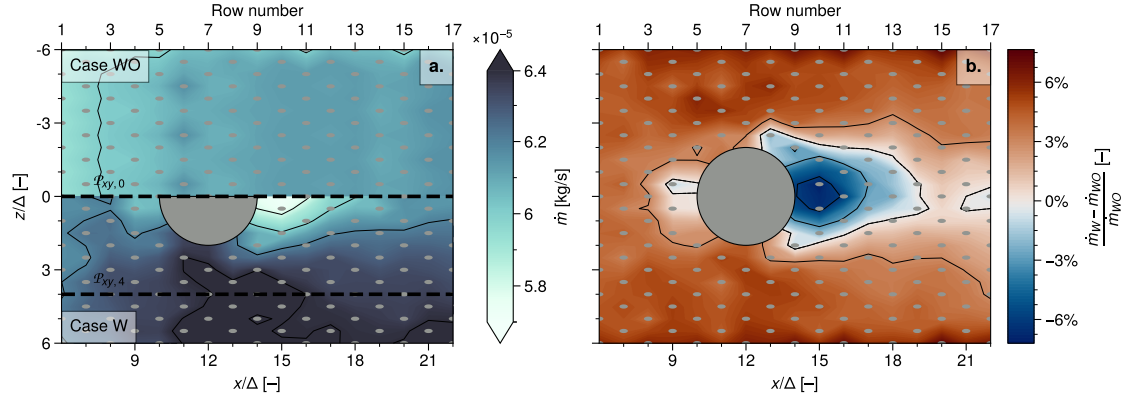 Row number
1 3 5 7 9 11 13 15 17
Case WO
a.
-6
-3
0
3
6
z/Δ [−]
𝒫xy, 0
𝒫xy, 4
Case W
9 12 15 18 21
x/Δ [−]
×10⁻⁵
6.4
6.2
6
5.8
ṁ [kg/s]
Row number
1 3 5 7 9 11 13 15 17
b.
9 12 15 18 21
x/Δ [−]
6%
3%
0%
−3%
−6%
(ṁW − ṁWO)/ṁWO [−]